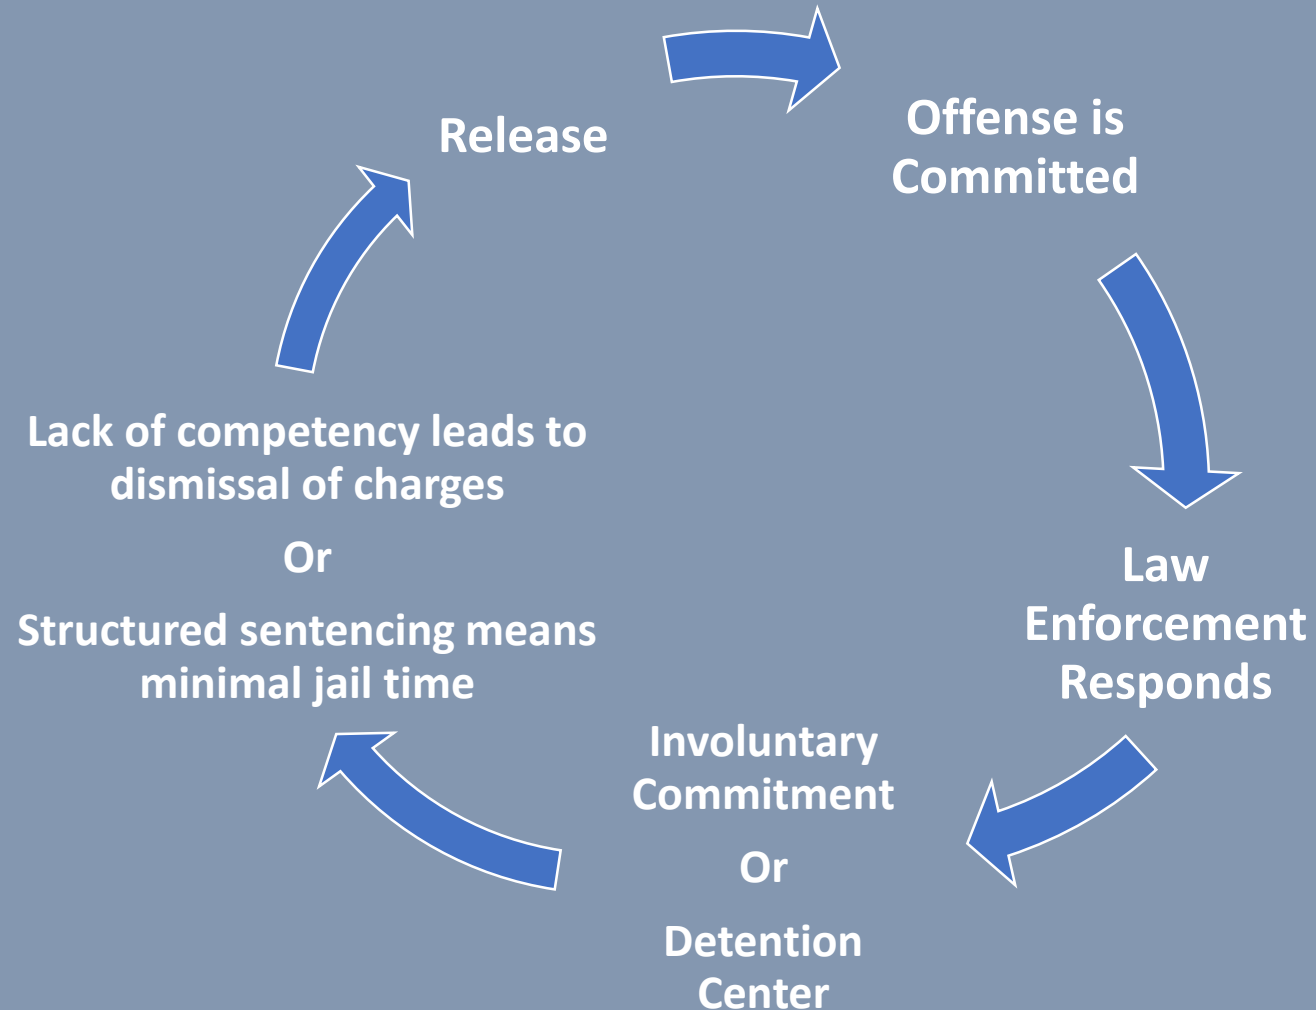 Release
Offense is
Committed
Law
Enforcement
Responds
Involuntary
Commitment
Or
Detention
Center
Lack of competency leads to
dismissal of charges
Or
Structured sentencing means
minimal jail time